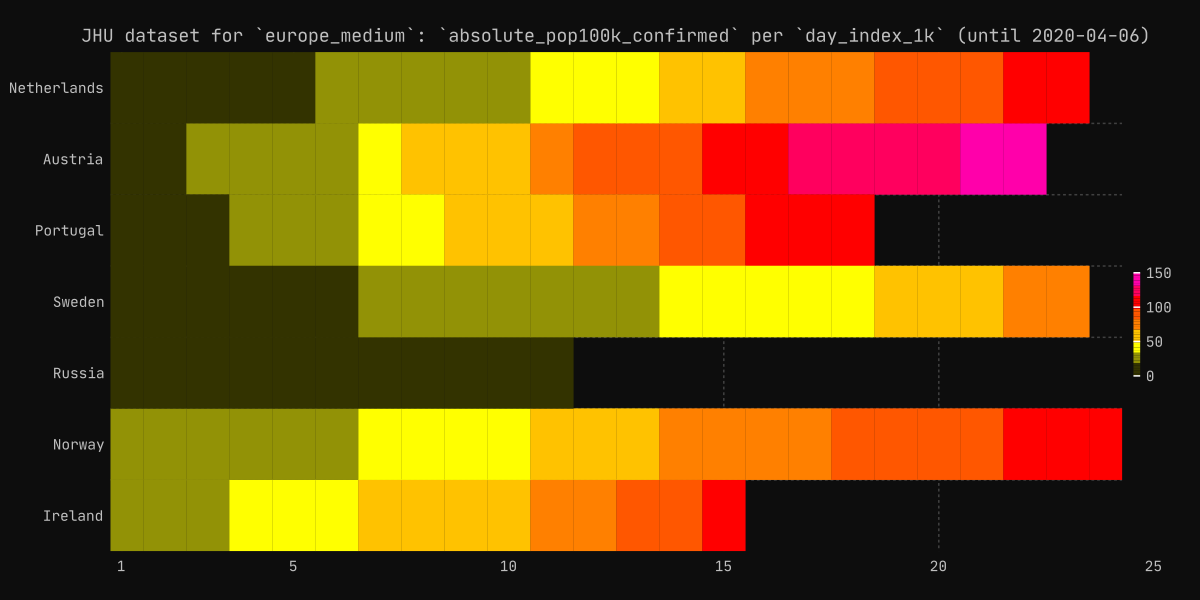 JHU dataset for `europe_medium`: `absolute_pop100k_confirmed` per `day_index_1k` (until 2020-04-06)
Netherlands
Austria
Portugal
Sweden
Russia
Norway
Ireland
150
100
50
0
1 5 10 15 20 25